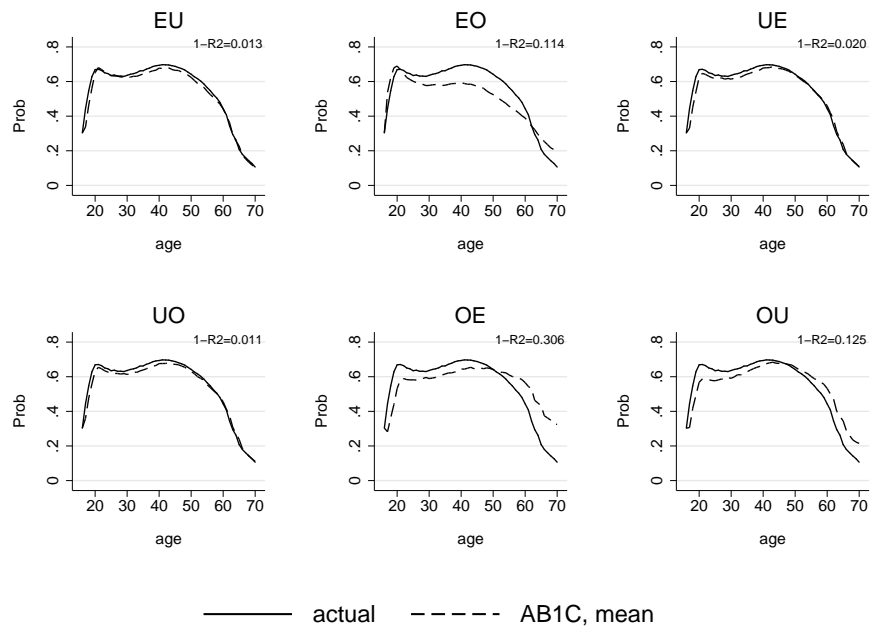 EU
1-R2=0.013
Prob
0 .2 .4 .6 .8
20 30 40 50 60 70
age
EO
1-R2=0.114
Prob
0 .2 .4 .6 .8
20 30 40 50 60 70
age
UE
1-R2=0.020
Prob
0 .2 .4 .6 .8
20 30 40 50 60 70
age
UO
1-R2=0.011
Prob
0 .2 .4 .6 .8
20 30 40 50 60 70
age
OE
1-R2=0.306
Prob
0 .2 .4 .6 .8
20 30 40 50 60 70
age
OU
1-R2=0.125
Prob
0 .2 .4 .6 .8
20 30 40 50 60 70
age
actual AB1C, mean